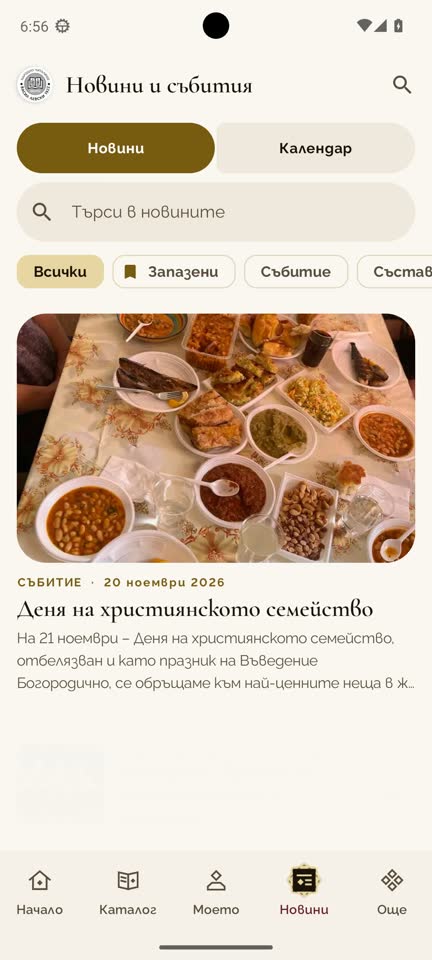 6:56
Новини и събития
Новини
Календар
Търси в новините
Всички
Запазени
Събитие
Състав
СЪБИТИЕ · 20 ноември 2026
Деня на християнското семейство
На 21 ноември – Деня на християнското семейство,
отбелязван и като празник на Въведение
Богородично, се обръщаме към най-ценните неща в ж…
Начало
Каталог
Моето
Новини
Още